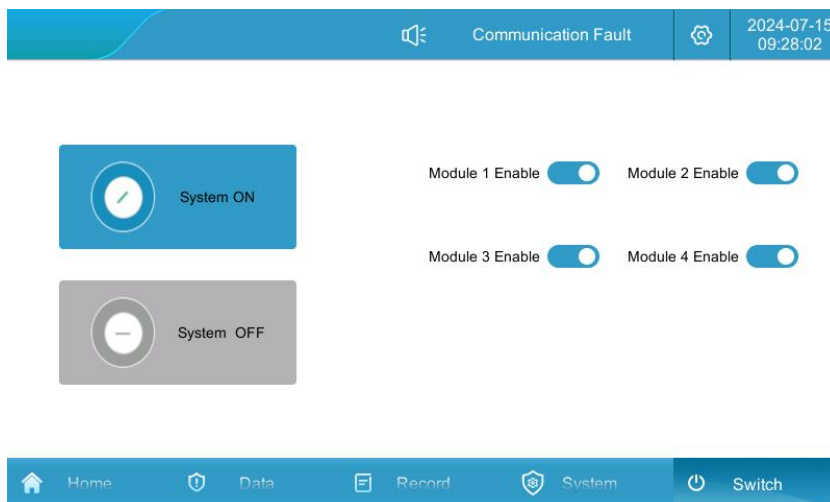 Communication Fault
2024-07-15
09:28:02
System ON
Module 1 Enable
Module 2 Enable
Module 3 Enable
Module 4 Enable
System OFF
Home
Data
Record
System
Switch